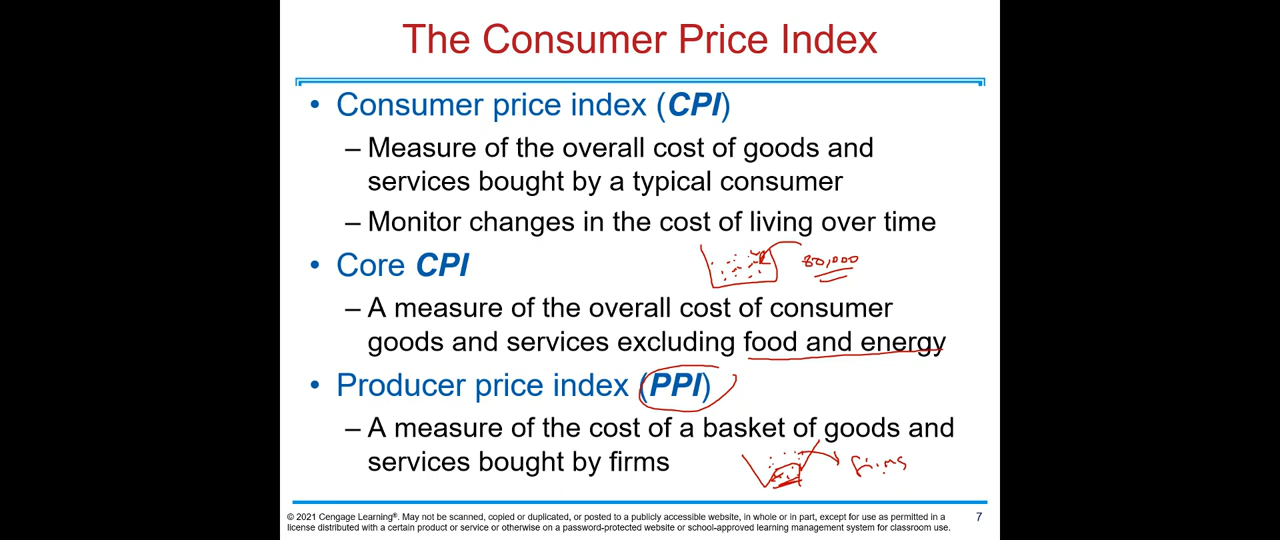 The Consumer Price Index
• Consumer price index (CPI)
– Measure of the overall cost of goods and
services bought by a typical consumer
– Monitor changes in the cost of living over time
• Core CPI
80,000
– A measure of the overall cost of consumer
goods and services excluding food and energy
• Producer price index (PPI)
– A measure of the cost of a basket of goods and
services bought by firms
firms
© 2021 Cengage Learning®. May not be scanned, copied or duplicated, or posted to a publicly accessible website, in whole or in part, except for use as permitted in a
license distributed with a certain product or service or otherwise on a password-protected website or school-approved learning management system for classroom use.
7